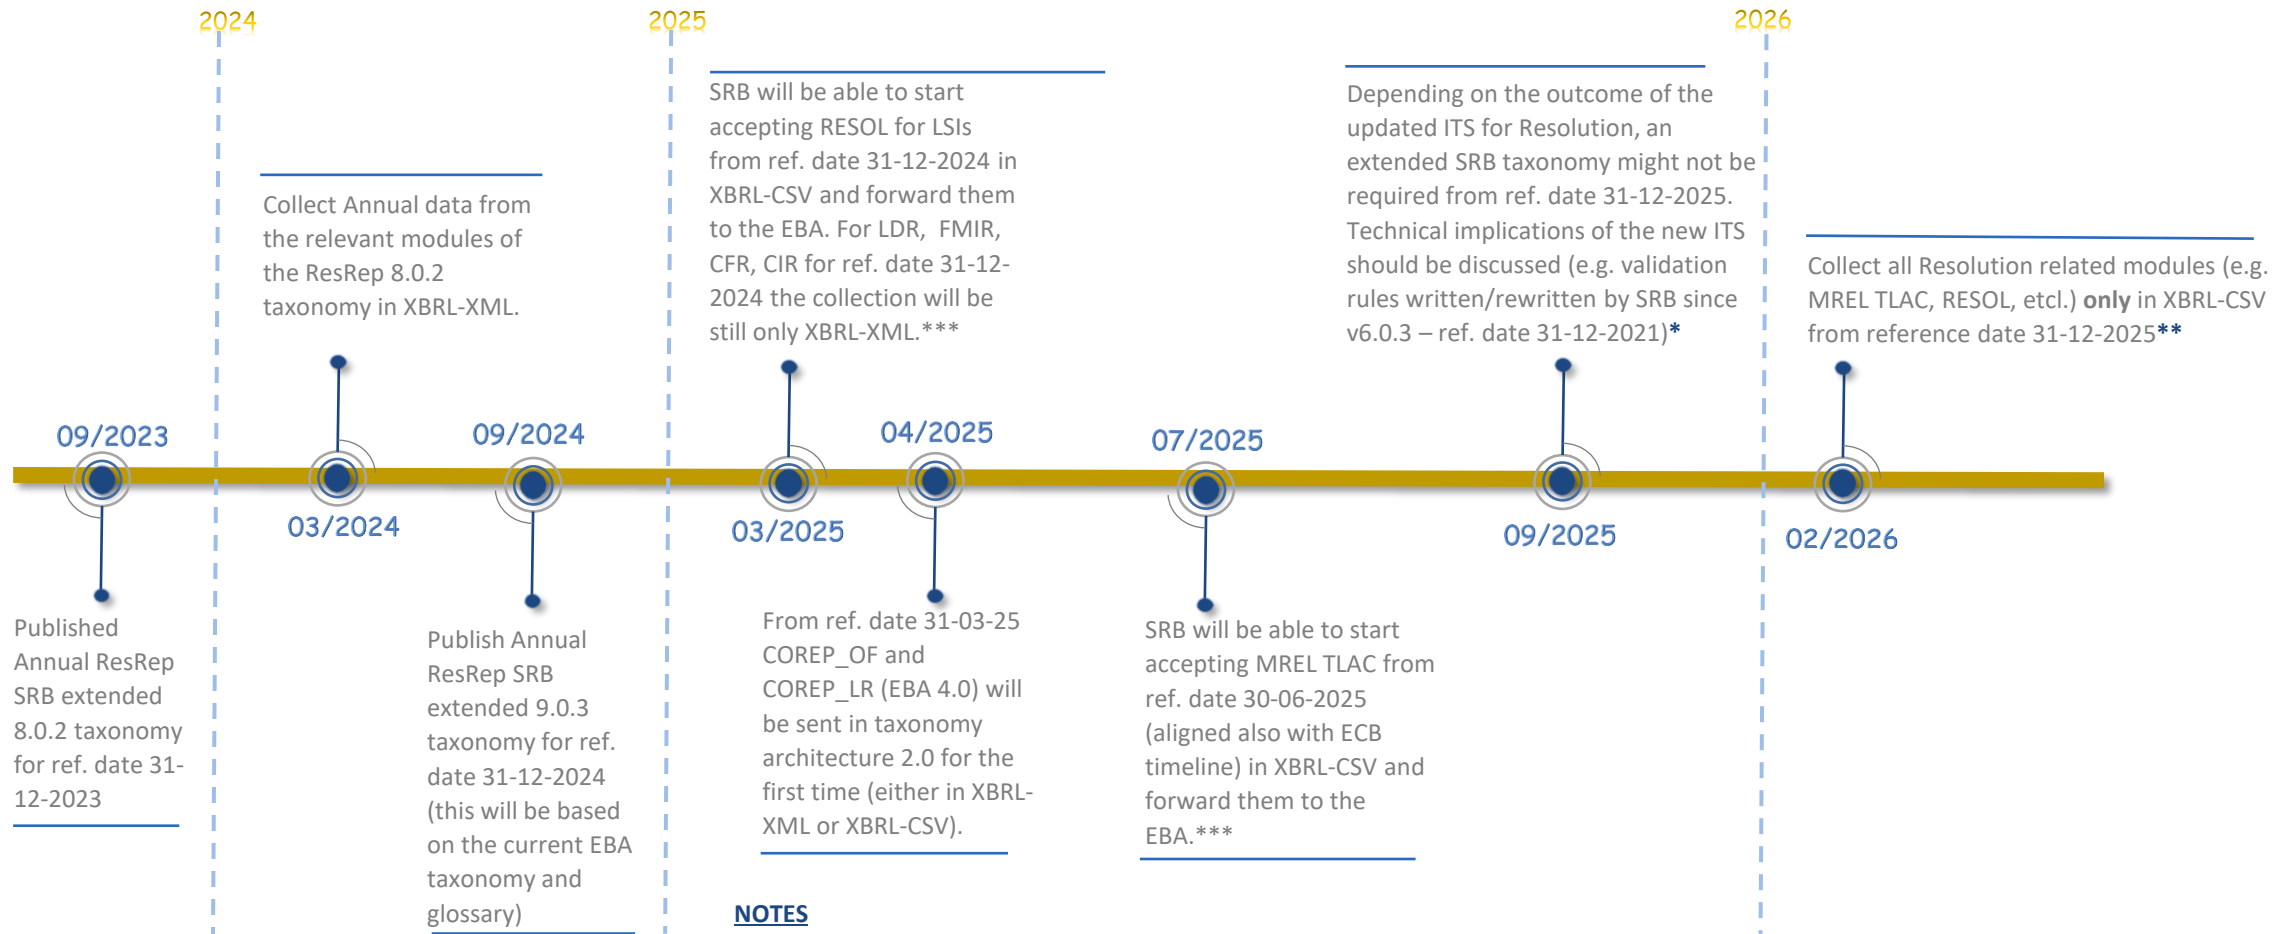 2024
2025
2026
SRB will be able to start
accepting RESOL for LSIs
from ref. date 31-12-2024 in
XBRL-CSV and forward them
to the EBA. For LDR, FMIR,
CFR, CIR for ref. date 31-12-
2024 the collection will be
still only XBRL-XML.***
Depending on the outcome of the
updated ITS for Resolution, an
extended SRB taxonomy might not be
required from ref. date 31-12-2025.
Technical implications of the new ITS
should be discussed (e.g. validation
rules written/rewritten by SRB since
v6.0.3 – ref. date 31-12-2021)*
Collect Annual data from
the relevant modules of
the ResRep 8.0.2
taxonomy in XBRL-XML.
Collect all Resolution related modules (e.g.
MREL TLAC, RESOL, etcl.) only in XBRL-CSV
from reference date 31-12-2025**
09/2023
09/2024
04/2025
07/2025
03/2024
03/2025
09/2025
02/2026
Published
Annual ResRep
SRB extended
8.0.2 taxonomy
for ref. date 31-
12-2023
Publish Annual
ResRep SRB
extended 9.0.3
taxonomy for ref.
date 31-12-2024
(this will be based
on the current EBA
taxonomy and
glossary)
From ref. date 31-03-25
COREP_OF and
COREP_LR (EBA 4.0) will
be sent in taxonomy
architecture 2.0 for the
first time (either in XBRL-
XML or XBRL-CSV).
SRB will be able to start
accepting MREL TLAC from
ref. date 30-06-2025
(aligned also with ECB
timeline) in XBRL-CSV and
forward them to the
EBA.***
NOTES